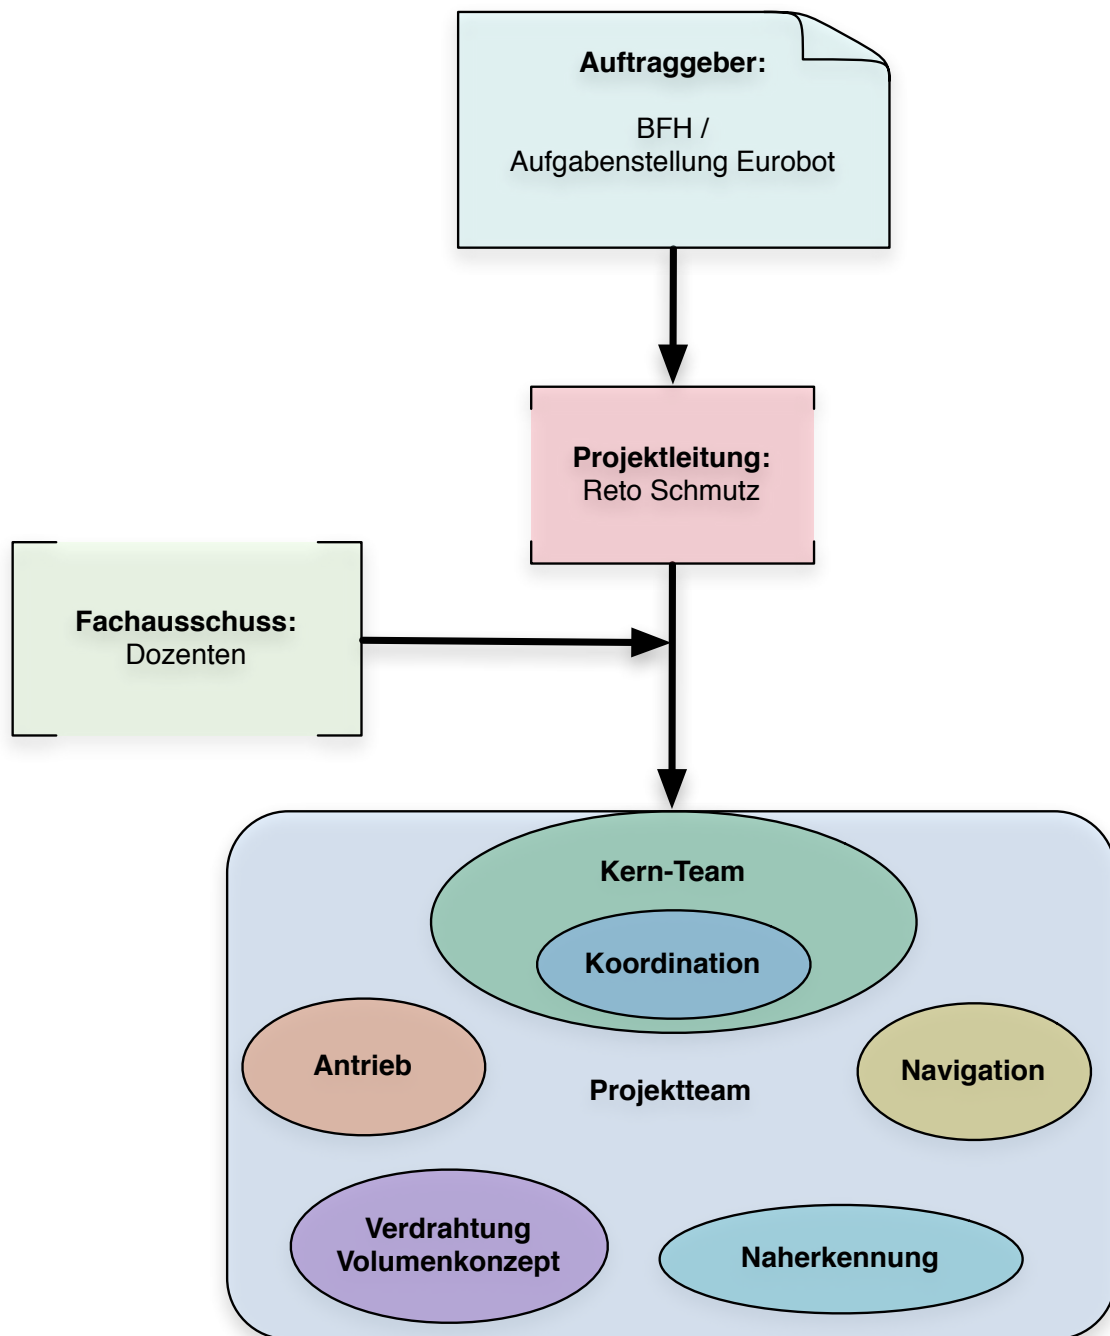 Auftraggeber:
BFH /
Aufgabenstellung Eurobot
Projektleitung:
Reto Schmutz
Fachausschuss:
Dozenten
Kern-Team
Koordination
Antrieb
Navigation
Projektteam
Verdrahtung
Volumenkonzept
Naherkennung